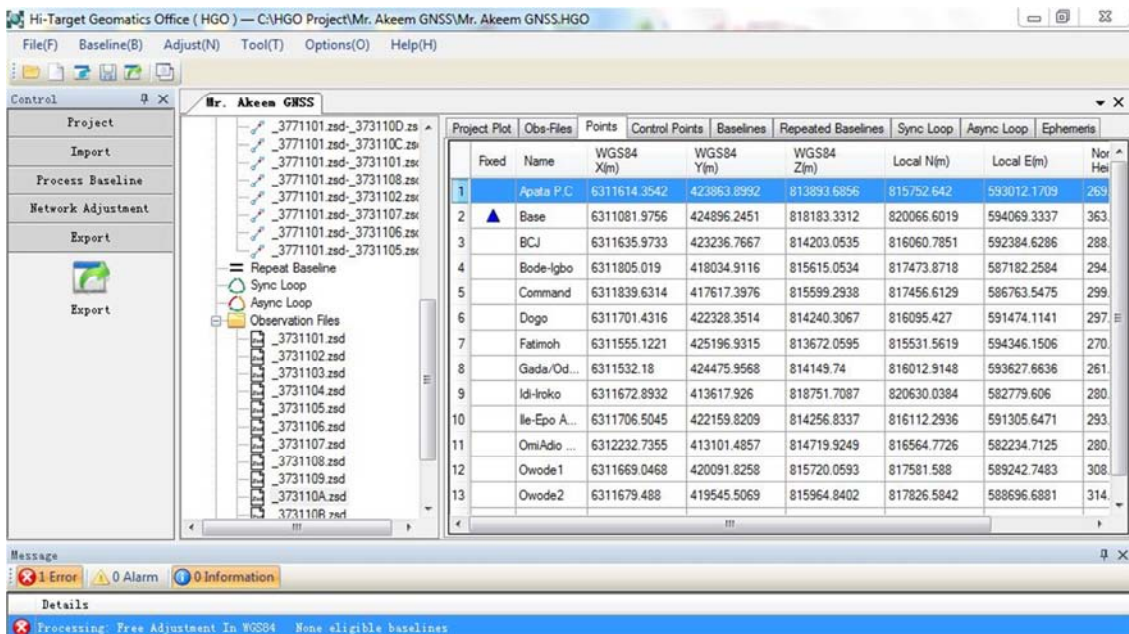 Hi-Target Geomatics Office ( HGO ) — C:\HGO Project\Mr. Akeem GNSS\Mr. Akeem GNSS.HGO
File(F) Baseline(B) Adjust(N) Tool(T) Options(O) Help(H)
Control
Project
Import
Process Baseline
Network Adjustment
Export
Export
Mr. Akeem GNSS
_3771101.zsd-_373110D.zs
_3771101.zsd-_373110C.zs
_3771101.zsd-_3731101.zsd
_3771101.zsd-_3731108.zsd
_3771101.zsd-_3731102.zsd
_3771101.zsd-_3731107.zsd
_3771101.zsd-_3731106.zsd
_3771101.zsd-_3731105.zsd
Repeat Baseline
Sync Loop
Async Loop
Observation Files
_3731101.zsd
_3731102.zsd
_3731103.zsd
_3731104.zsd
_3731105.zsd
_3731106.zsd
_3731107.zsd
_3731108.zsd
_3731109.zsd
_373110A.zsd
_373110B.zsd
Project Plot Obs-Files Points Control Points Baselines Repeated Baselines Sync Loop Async Loop Ephemeris
Fixed Name WGS84 X(m) WGS84 Y(m) WGS84 Z(m) Local N(m) Local E(m) Nor Hei
1 Apata P.C 6311614.3542 423863.8992 813893.6856 815752.642 593012.1709 269.
2 Base 6311081.9756 424896.2451 818183.3312 820066.6019 594069.3337 363.
3 BCJ 6311635.9733 423236.7667 814203.0535 816060.7851 592384.6286 288.
4 Bode-Igbo 6311805.019 418034.9116 815615.0534 817473.8718 587182.2584 294.
5 Command 6311839.6314 417617.3976 815599.2938 817456.6129 586763.5475 299.
6 Dogo 6311701.4316 422328.3514 814240.3067 816095.427 591474.1141 297.
7 Fatimoh 6311555.1221 425196.9315 813672.0595 815531.5619 594346.1506 270.
8 Gada/Od... 6311532.18 424475.9568 814149.74 816012.9148 593627.6636 261.
9 Idi-Iroko 6311672.8932 413617.926 818751.7087 820630.0384 582779.606 280.
10 Ile-Epo A... 6311706.5045 422159.8209 814256.8337 816112.2936 591305.6471 293.
11 OmiAdio ... 6312232.7355 413101.4857 814719.9249 816564.7726 582234.7125 280.
12 Owode1 6311669.0468 420091.8258 815720.0593 817581.588 589242.7483 308.
13 Owode2 6311679.488 419545.5069 815964.8402 817826.5842 588696.6881 314.
Message
1 Error 0 Alarm 0 Information
Details
Processing: Free Adjustment In WGS84 None eligible baselines